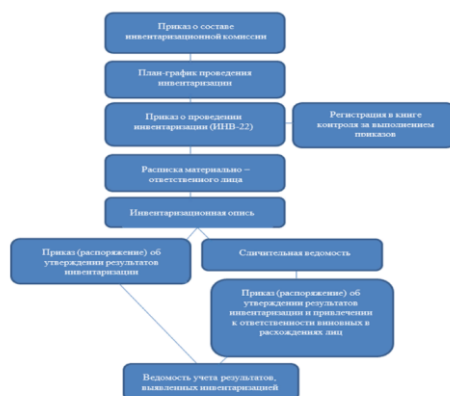 Приказ о составе
инвентаризационной комиссии
План-график проведения
инвентаризации
Приказ о проведении
инвентаризации (ИНВ-22)
Регистрация в книге
контроля за выполнением
приказов
Расписка материально –
ответственного лица
Инвентаризационная опись
Приказ (распоряжение) об
утверждении результатов
инвентаризации
Сличительная ведомость
Приказ (распоряжение) об
утверждении результатов
инвентаризации и привлечении
к ответственности виновных в
расхождениях лиц
Ведомость учета результатов,
выявленных инвентаризацией